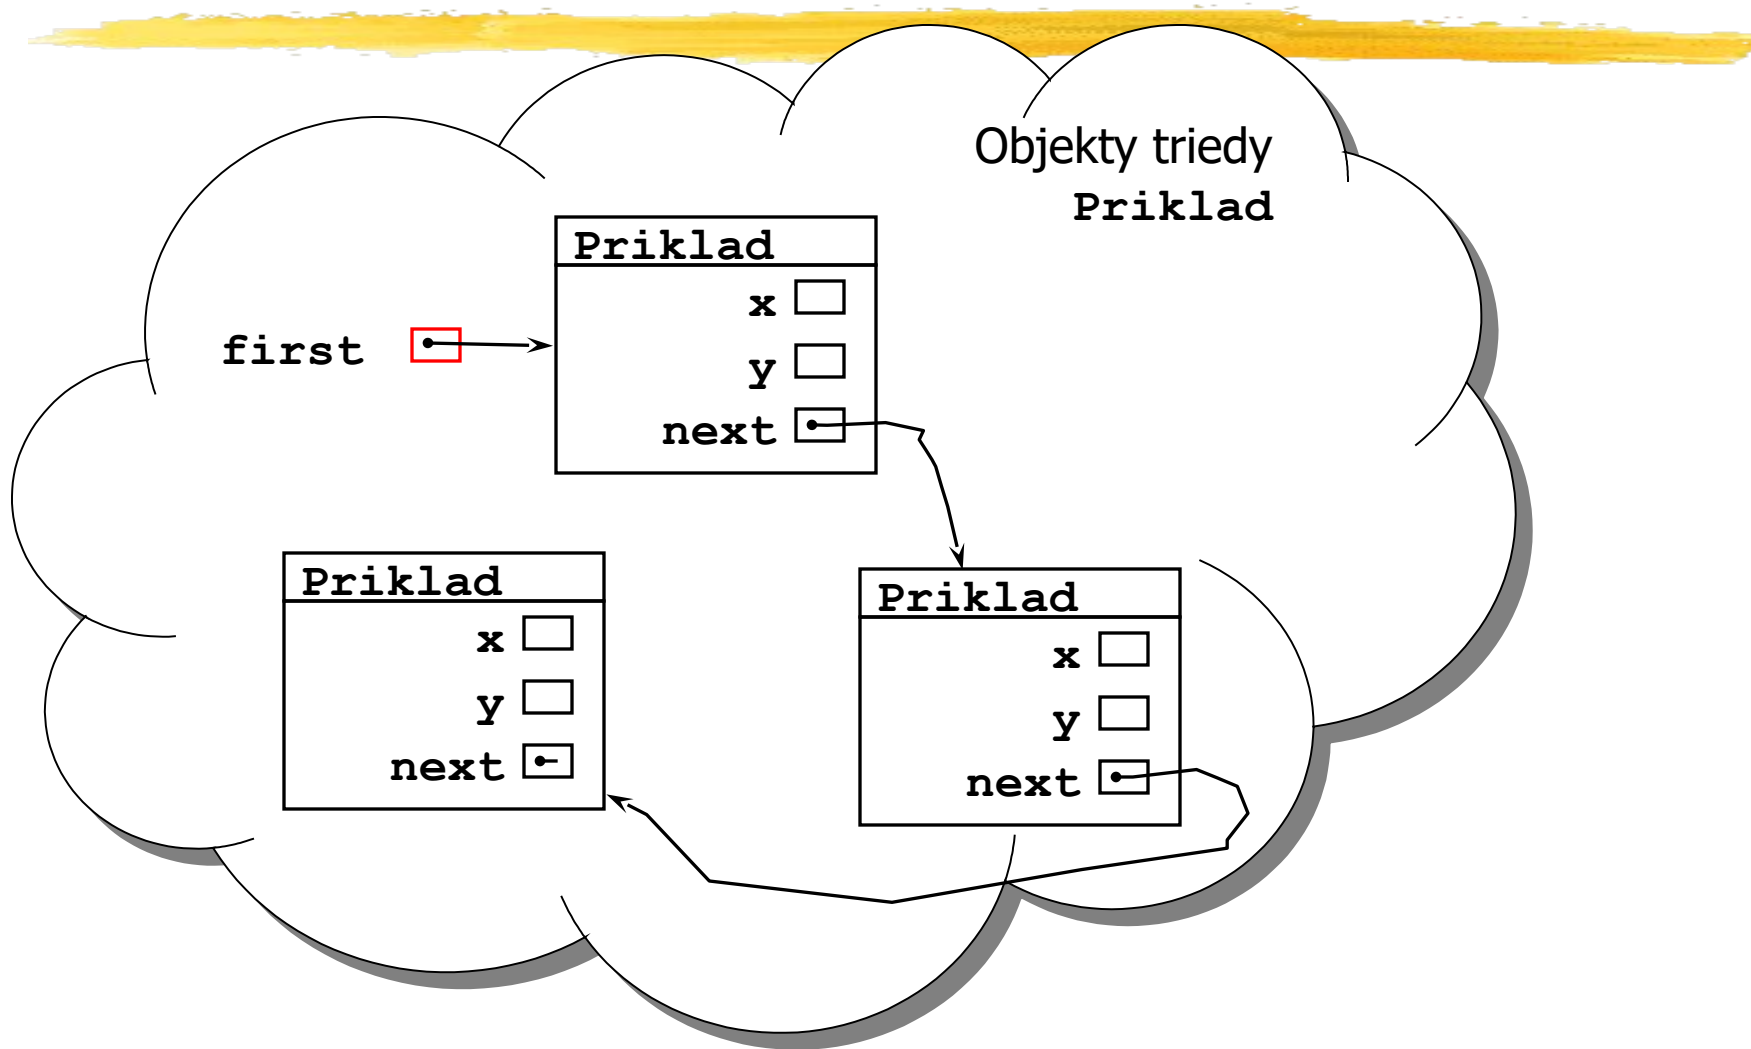 Objekty triedy
Priklad
Priklad
x
y
next
first
Priklad
x
y
next
Priklad
x
y
next